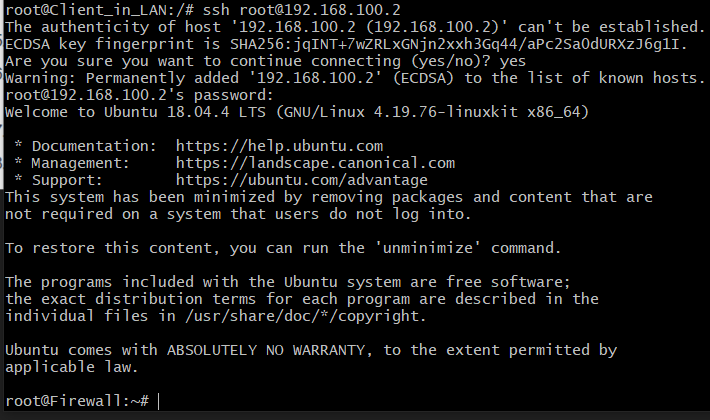 root@Client_in_LAN:/# ssh root@192.168.100.2
The authenticity of host '192.168.100.2 (192.168.100.2)' can't be established.
ECDSA key fingerprint is SHA256:jqINT+7wZRLxGNjn2xxh3Gq44/aPc2Sa0dURXzJ6g1I.
Are you sure you want to continue connecting (yes/no)? yes
Warning: Permanently added '192.168.100.2' (ECDSA) to the list of known hosts.
root@192.168.100.2's password:
Welcome to Ubuntu 18.04.4 LTS (GNU/Linux 4.19.76-linuxkit x86_64)

 * Documentation:  https://help.ubuntu.com
 * Management:     https://landscape.canonical.com
 * Support:        https://ubuntu.com/advantage
This system has been minimized by removing packages and content that are
not required on a system that users do not log into.

To restore this content, you can run the 'unminimize' command.

The programs included with the Ubuntu system are free software;
the exact distribution terms for each program are described in the
individual files in /usr/share/doc/*/copyright.

Ubuntu comes with ABSOLUTELY NO WARRANTY, to the extent permitted by
applicable law.

root@Firewall:~#